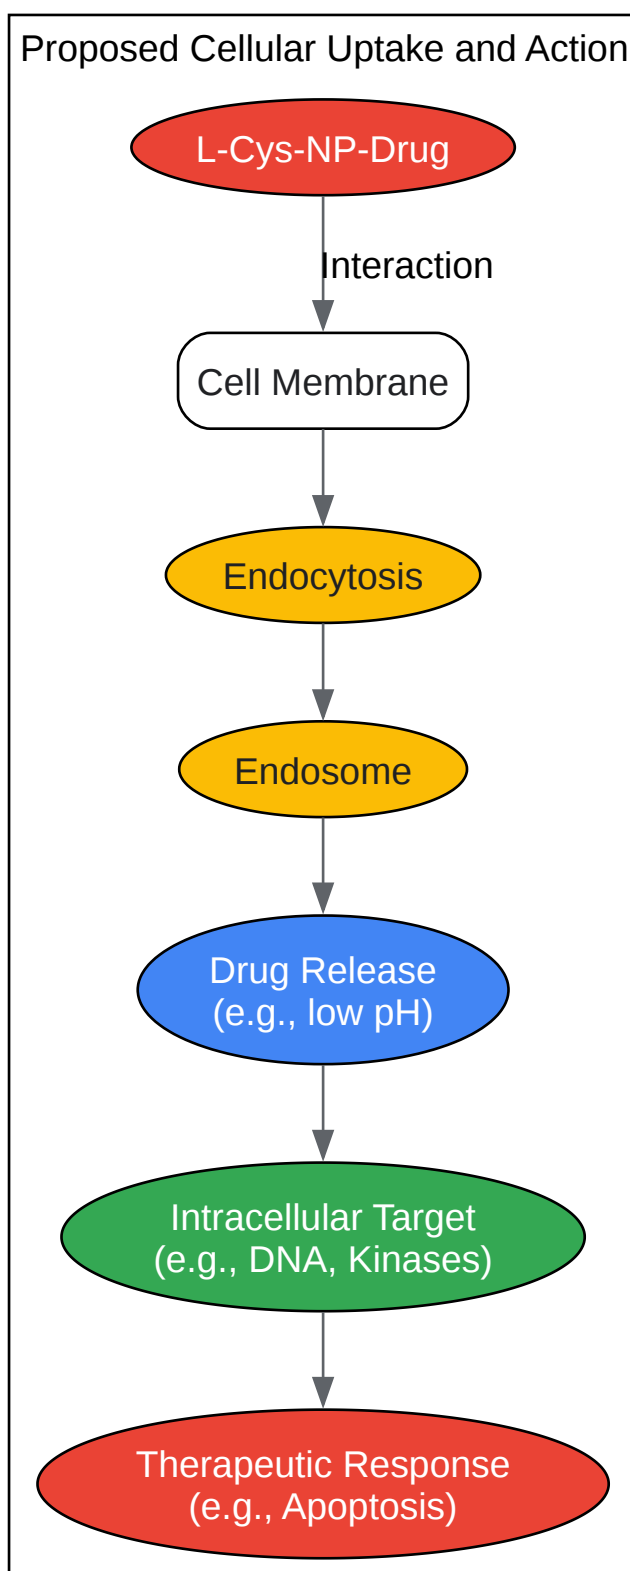 Proposed Cellular Uptake and Action
L-Cys-NP-Drug
Interaction
Cell Membrane
Endocytosis
Endosome
Drug Release
(e.g., low pH)
Intracellular Target
(e.g., DNA, Kinases)
Therapeutic Response
(e.g., Apoptosis)